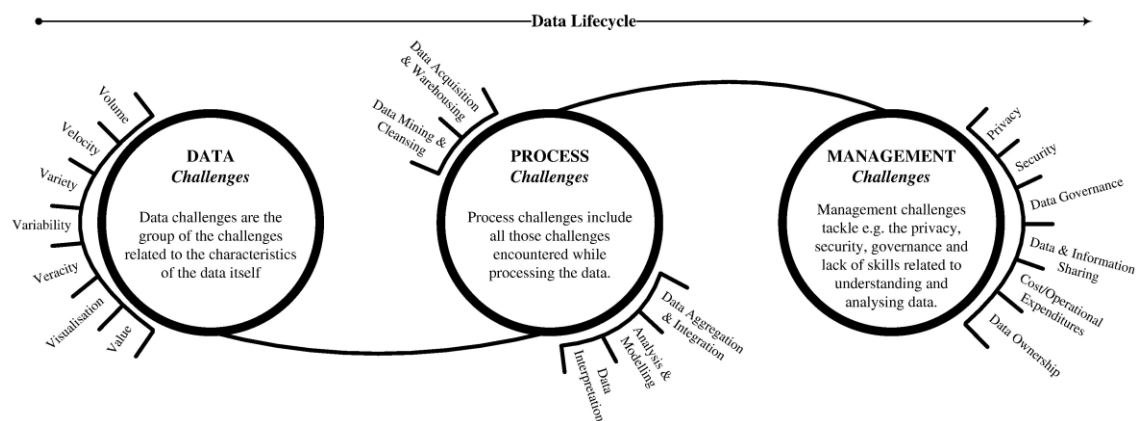 Data Lifecycle
Volume
Velocity
Variety
Variability
Veracity
Visualisation
Value
DATA
Challenges
Data challenges are the
group of the challenges
related to the characteristics
of the data itself
Data Acquisition
& Warehousing
Data Mining &
Cleansing
PROCESS
Challenges
Process challenges include
all those challenges
encountered while
processing the data.
Data Aggregation
& Integration
Analysis &
Modelling
Data
Interpretation
MANAGEMENT
Challenges
Management challenges
tackle e.g. the privacy,
security, governance and
lack of skills related to
understanding and
analysing data.
Privacy
Security
Data Governance
Data & Information
Sharing
Cost/Operational
Expenditures
Data Ownership